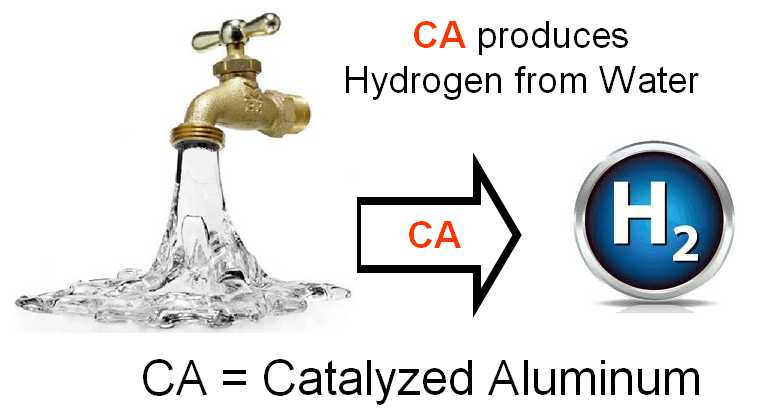 CA produces
Hydrogen from Water
CA
H2
CA = Catalyzed Aluminum